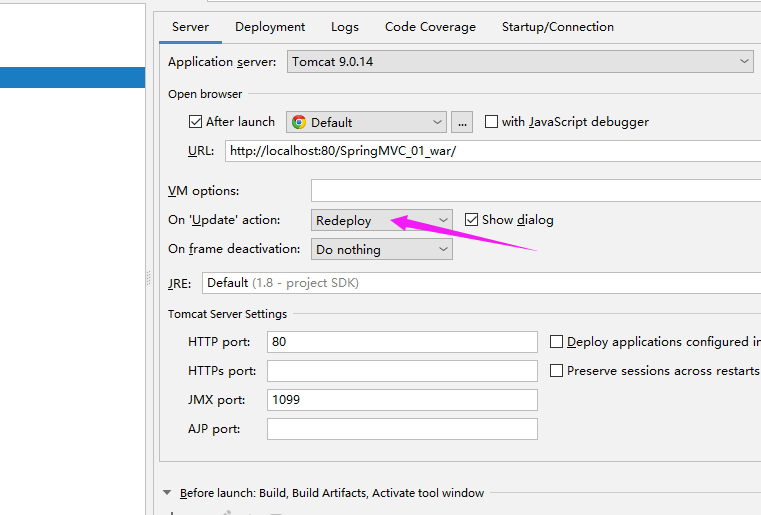 Server Deployment Logs Code Coverage Startup/Connection
Application server: Tomcat 9.0.14
Open browser
After launch Default ... with JavaScript debugger
URL: http://localhost:80/SpringMVC_01_war/
VM options:
On 'Update' action: Redeploy Show dialog
On frame deactivation: Do nothing
JRE: Default (1.8 - project SDK)
Tomcat Server Settings
HTTP port: 80 Deploy applications configured in
HTTPs port: Preserve sessions across restarts
JMX port: 1099
AJP port:
Before launch: Build, Build Artifacts, Activate tool window